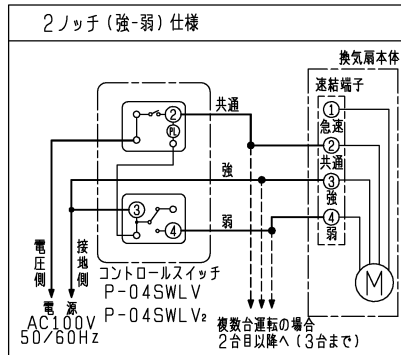 2ノッチ(強-弱)仕様
換気扇本体
速結端子
共通
① 
急速
②
PL
②
共通
強
③
強
③
弱
④
弱
④
M
電圧側
接地側
コントロールスイッチ
P-04SWLV
P-04SWLV₂
電源
AC100V
50/60Hz
複数台運転の場合
2台目以降へ(3台まで)